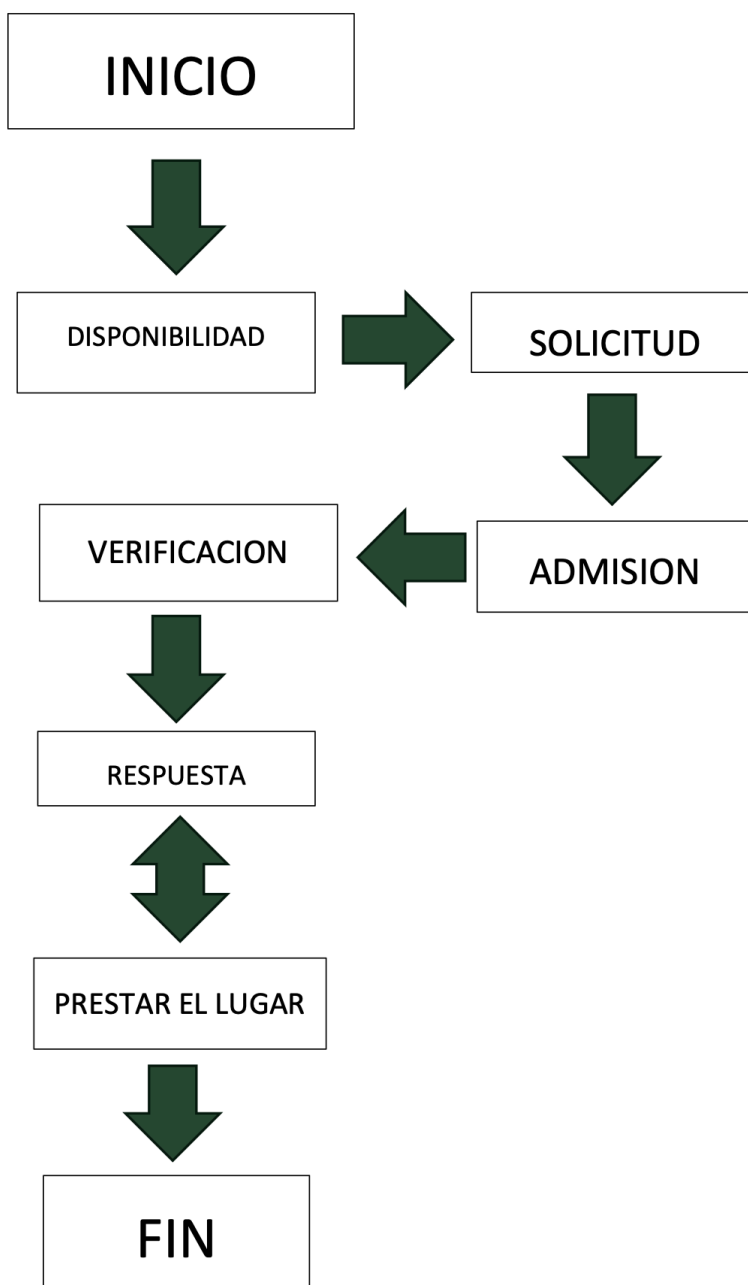 INICIO
DISPONIBILIDAD
SOLICITUD
ADMISION
VERIFICACION
RESPUESTA
PRESTAR EL LUGAR
FIN